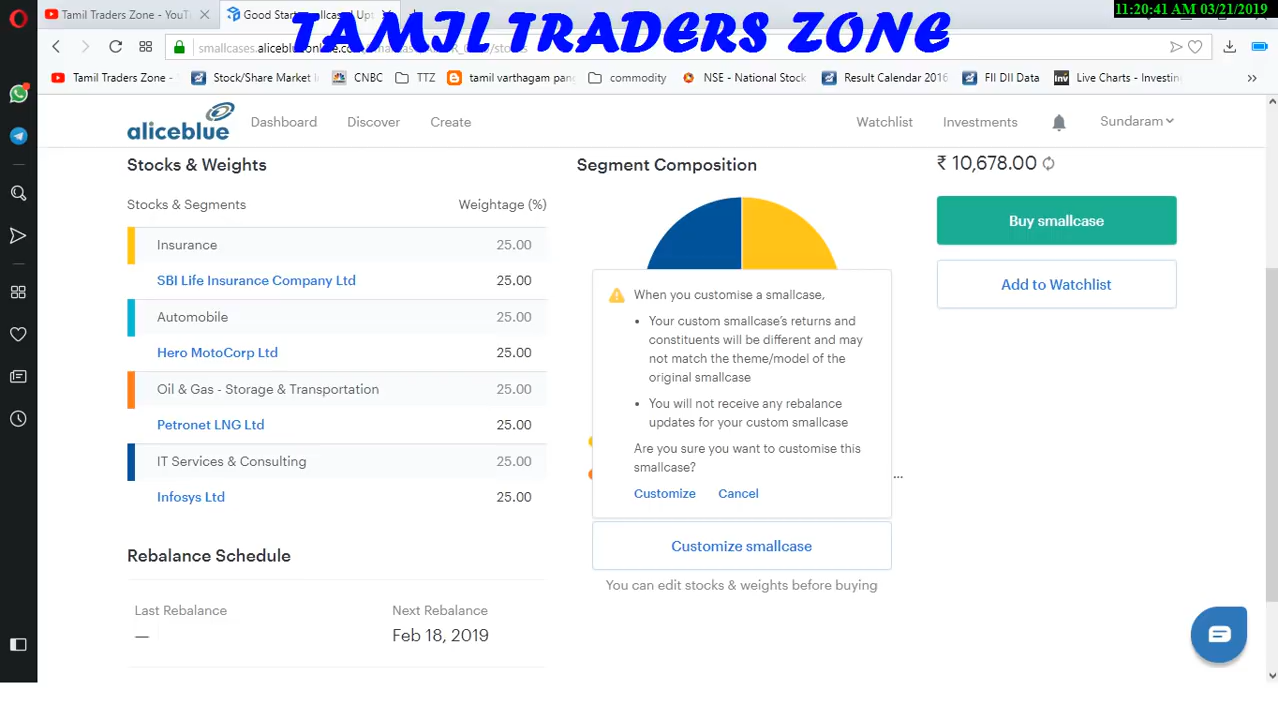 11:20:41 AM 03/21/2019
Tamil Traders Zone - YouT
Good Start
TAMIL TRADERS ZONE
smallcases.aliceblueonline.co
Tamil Traders Zone -
Stock/Share Market
CNBC
TTZ
tamil varthagam pan
commodity
NSE - National Stock
Result Calendar 2016
FII DII Data
Live Charts - Investin
aliceblue
Dashboard
Discover
Create
Watchlist
Investments
Sundaram
Stocks & Weights
Segment Composition
₹ 10,678.00
Stocks & Segments
Weightage (%)
Buy smallcase
Insurance
25.00
SBI Life Insurance Company Ltd
25.00
Add to Watchlist
Automobile
25.00
Hero MotoCorp Ltd
25.00
Oil & Gas - Storage & Transportation
25.00
Petronet LNG Ltd
25.00
IT Services & Consulting
25.00
Infosys Ltd
25.00
When you customise a smallcase,
• Your custom smallcase's returns and
constituents will be different and may
not match the theme/model of the
original smallcase
• You will not receive any rebalance
updates for your custom smallcase
Are you sure you want to customise this
smallcase?
Customize
Cancel
...
Customize smallcase
You can edit stocks & weights before buying
Rebalance Schedule
Last Rebalance
Next Rebalance
—
Feb 18, 2019